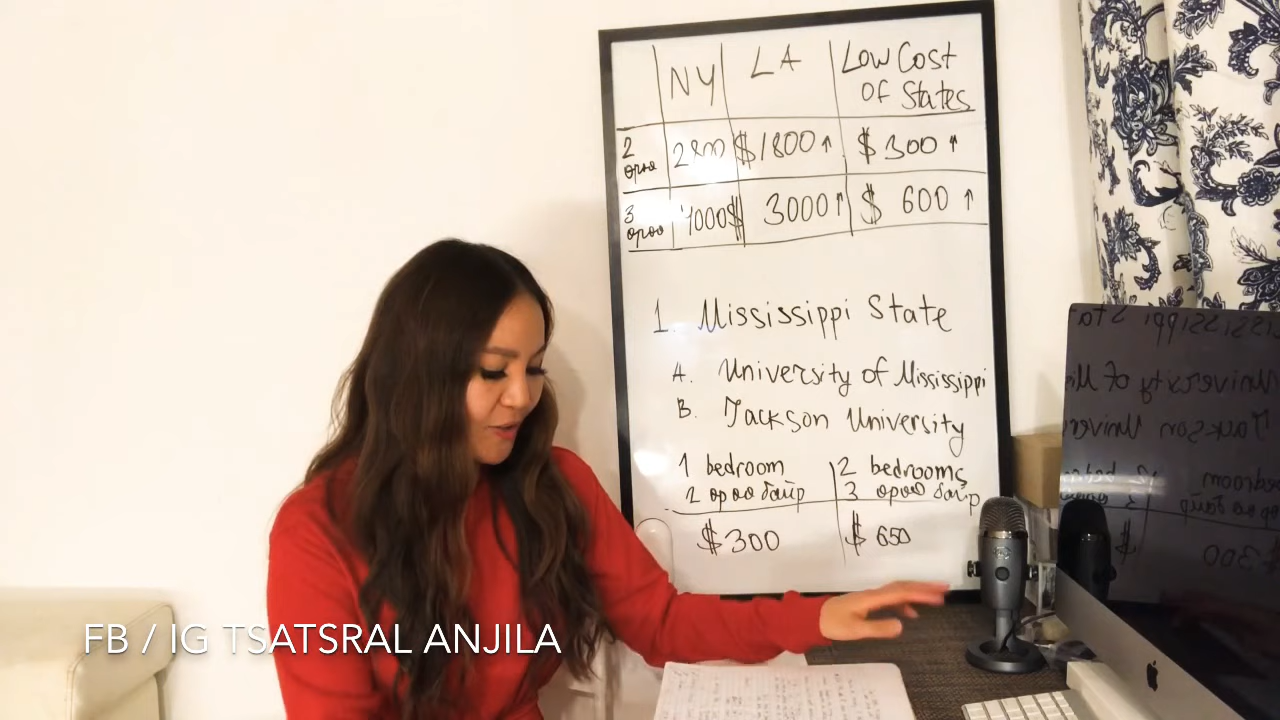 NY LA Low Cost
Of States
2 өрөө 2800 $1800↑ $300↑
3 өрөө 4000$ 3000↑ $ 600↑
1. Mississippi State
A. University of Mississippi
B. Jackson University
1 bedroom 2 bedrooms
2 өрөө байр 3 өрөө байр
$300 $ 650
FB / IG TSATSRAL ANJILA